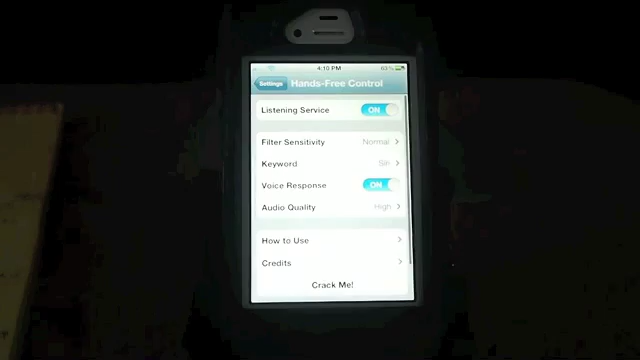 4:10 PM
Settings
Hands-Free Control
Listening Service
ON
Filter Sensitivity
Normal
Keyword
Siri
Voice Response
ON
Audio Quality
High
How to Use
Credits
Crack Me!